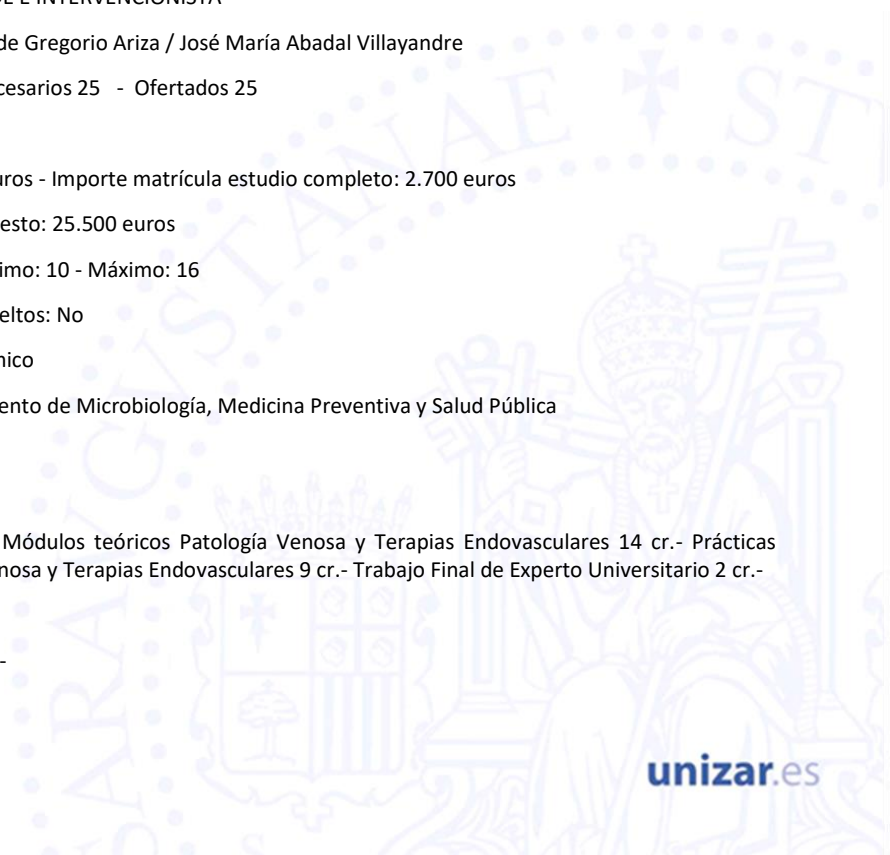 E INTERVENCIONISTA
de Gregorio Ariza / José María Abadal Villayandre
cesarios 25 - Ofertados 25
uros - Importe matrícula estudio completo: 2.700 euros
esto: 25.500 euros
imo: 10 - Máximo: 16
eltos: No
nico
ento de Microbiología, Medicina Preventiva y Salud Pública
Módulos teóricos Patología Venosa y Terapias Endovasculares 14 cr.- Prácticas
nosa y Terapias Endovasculares 9 cr.- Trabajo Final de Experto Universitario 2 cr.-
-
unizar.es